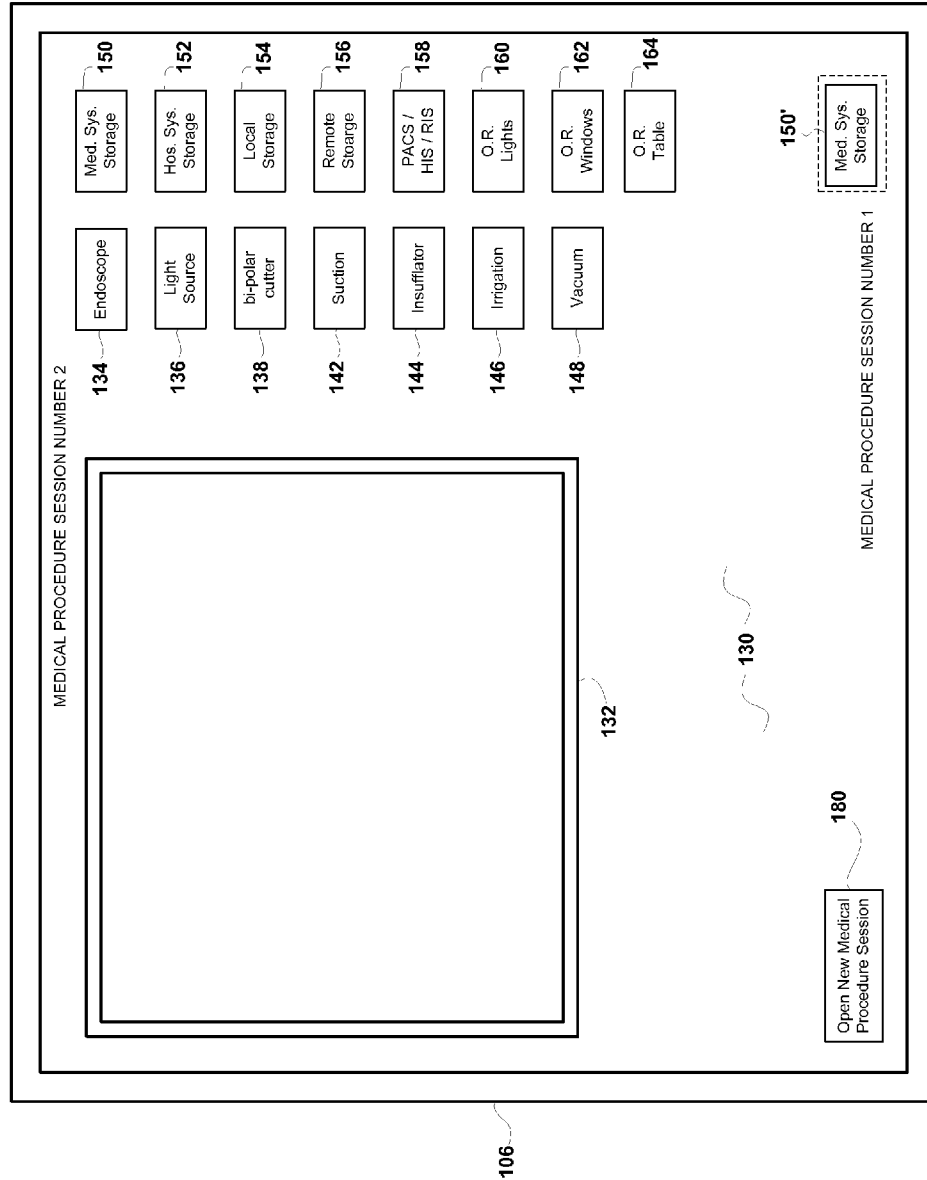 106
MEDICAL PROCEDURE SESSION NUMBER 2
132
134
Endoscope
136
Light
Source
138
bi-polar
cutter
142
Suction
144
Insufflator
146
Irrigation
148
Vacuum
150
Med. Sys.
Storage
152
Hos. Sys.
Storage
154
Local
Storage
156
Remote
Stoarge
158
PACS /
HIS / RIS
160
O.R.
Lights
162
O.R.
Windows
164
O.R.
Table
130
180
Open New Medical
Procedure Session
MEDICAL PROCEDURE SESSION NUMBER 1
150'
Med. Sys.
Storage